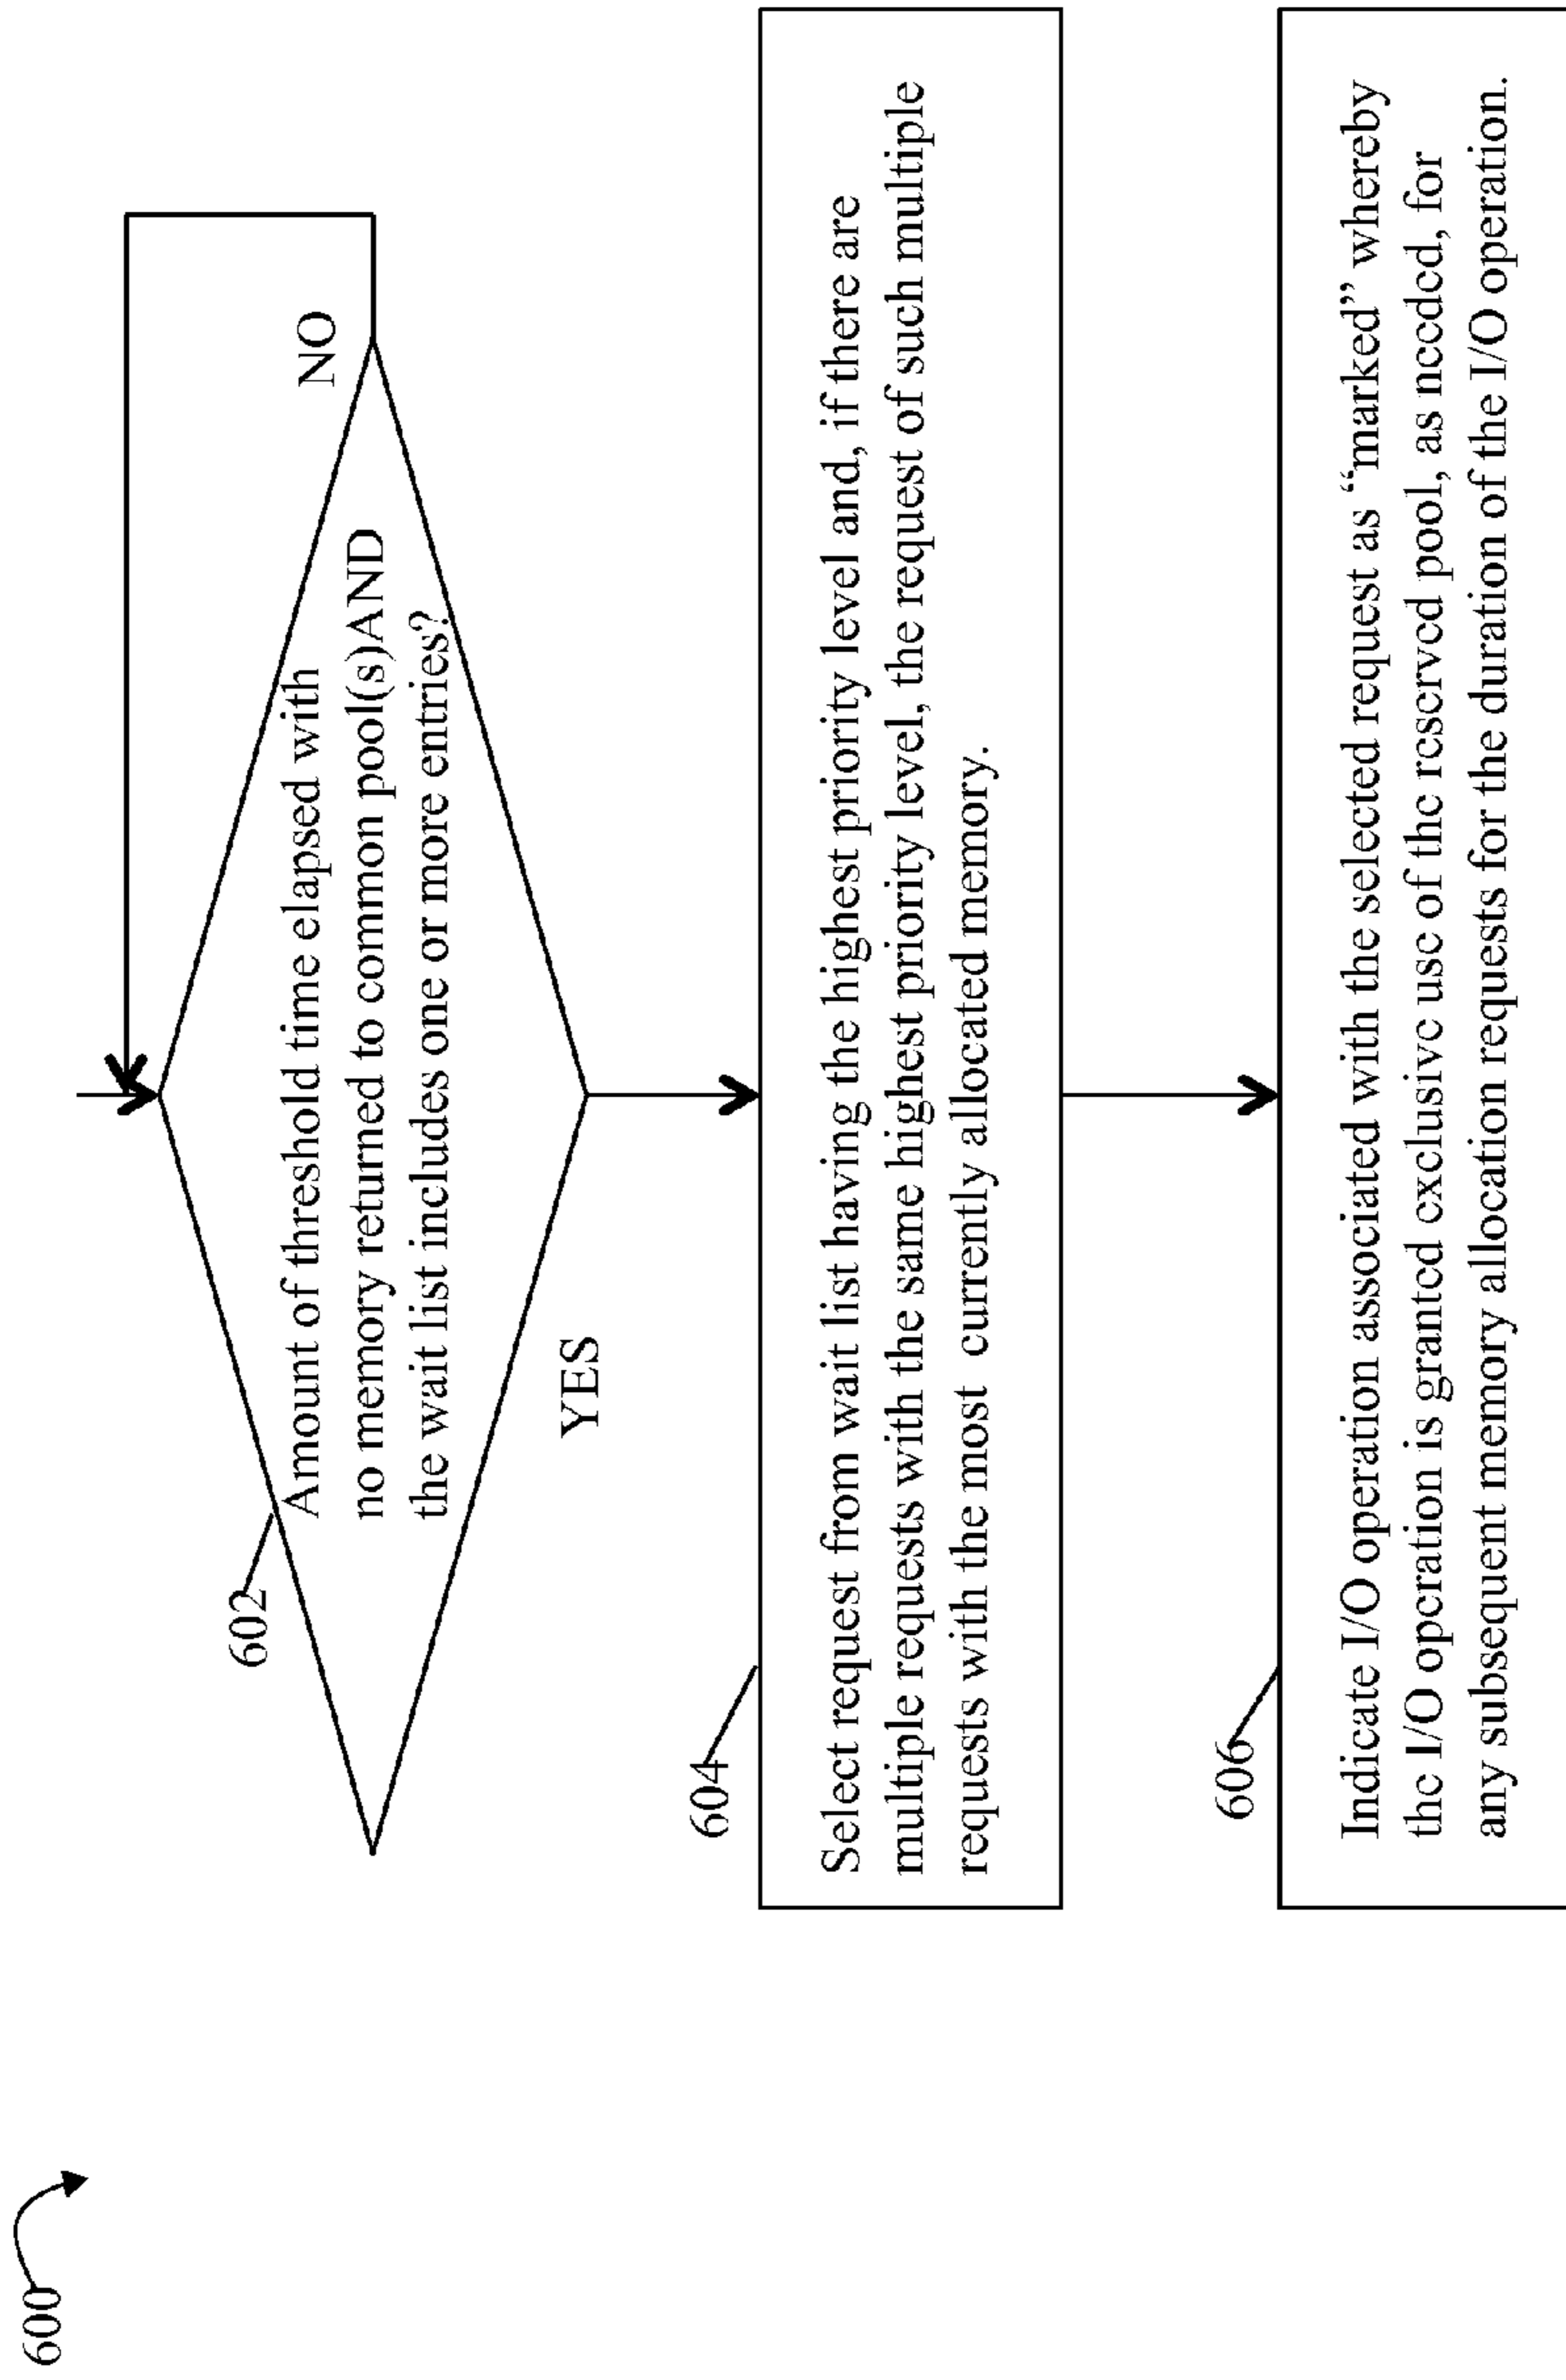 600
602
Amount of threshold time elapsed with
no memory returned to common pool(s)AND
the wait list includes one or more entries?
NO
YES
604
Select request from wait list having the highest priority level and, if there are
multiple requests with the same highest priority level, the request of such multiple
requests with the most currently allocated memory.
606
Indicate I/O operation associated with the selected request as “marked” whereby
the I/O operation is granted exclusive use of the reserved pool, as needed, for
any subsequent memory allocation requests for the duration of the I/O operation.